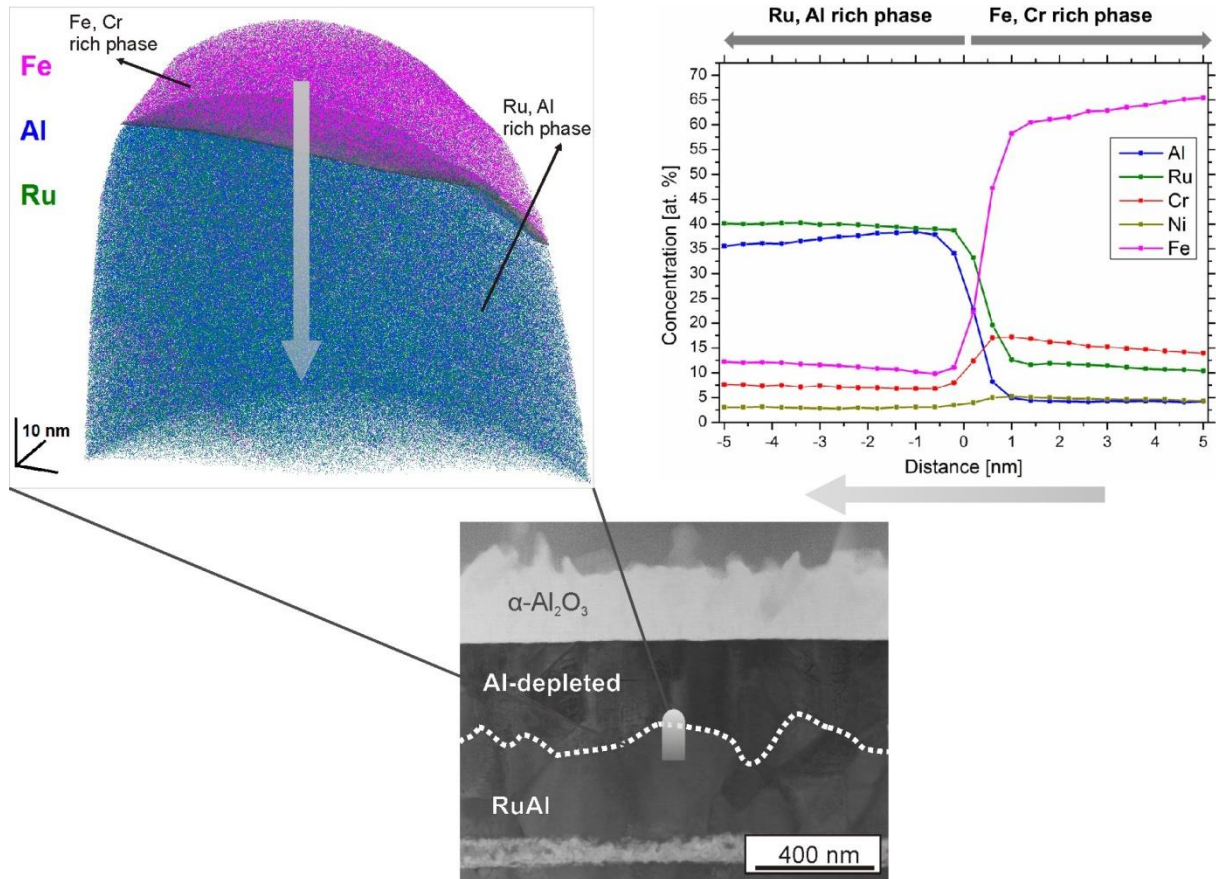 Fe, Cr
rich phase
Fe
Al
Ru
Ru, Al
rich phase
10 nm
Ru, Al rich phase
Fe, Cr rich phase
70
65
60
55
50
45
40
35
30
25
20
15
10
5
0
Concentration [at. %]
Al
Ru
Cr
Ni
Fe
-5 -4 -3 -2 -1 0 1 2 3 4 5
Distance [nm]
α-Al₂O₃
Al-depleted
RuAl
400 nm